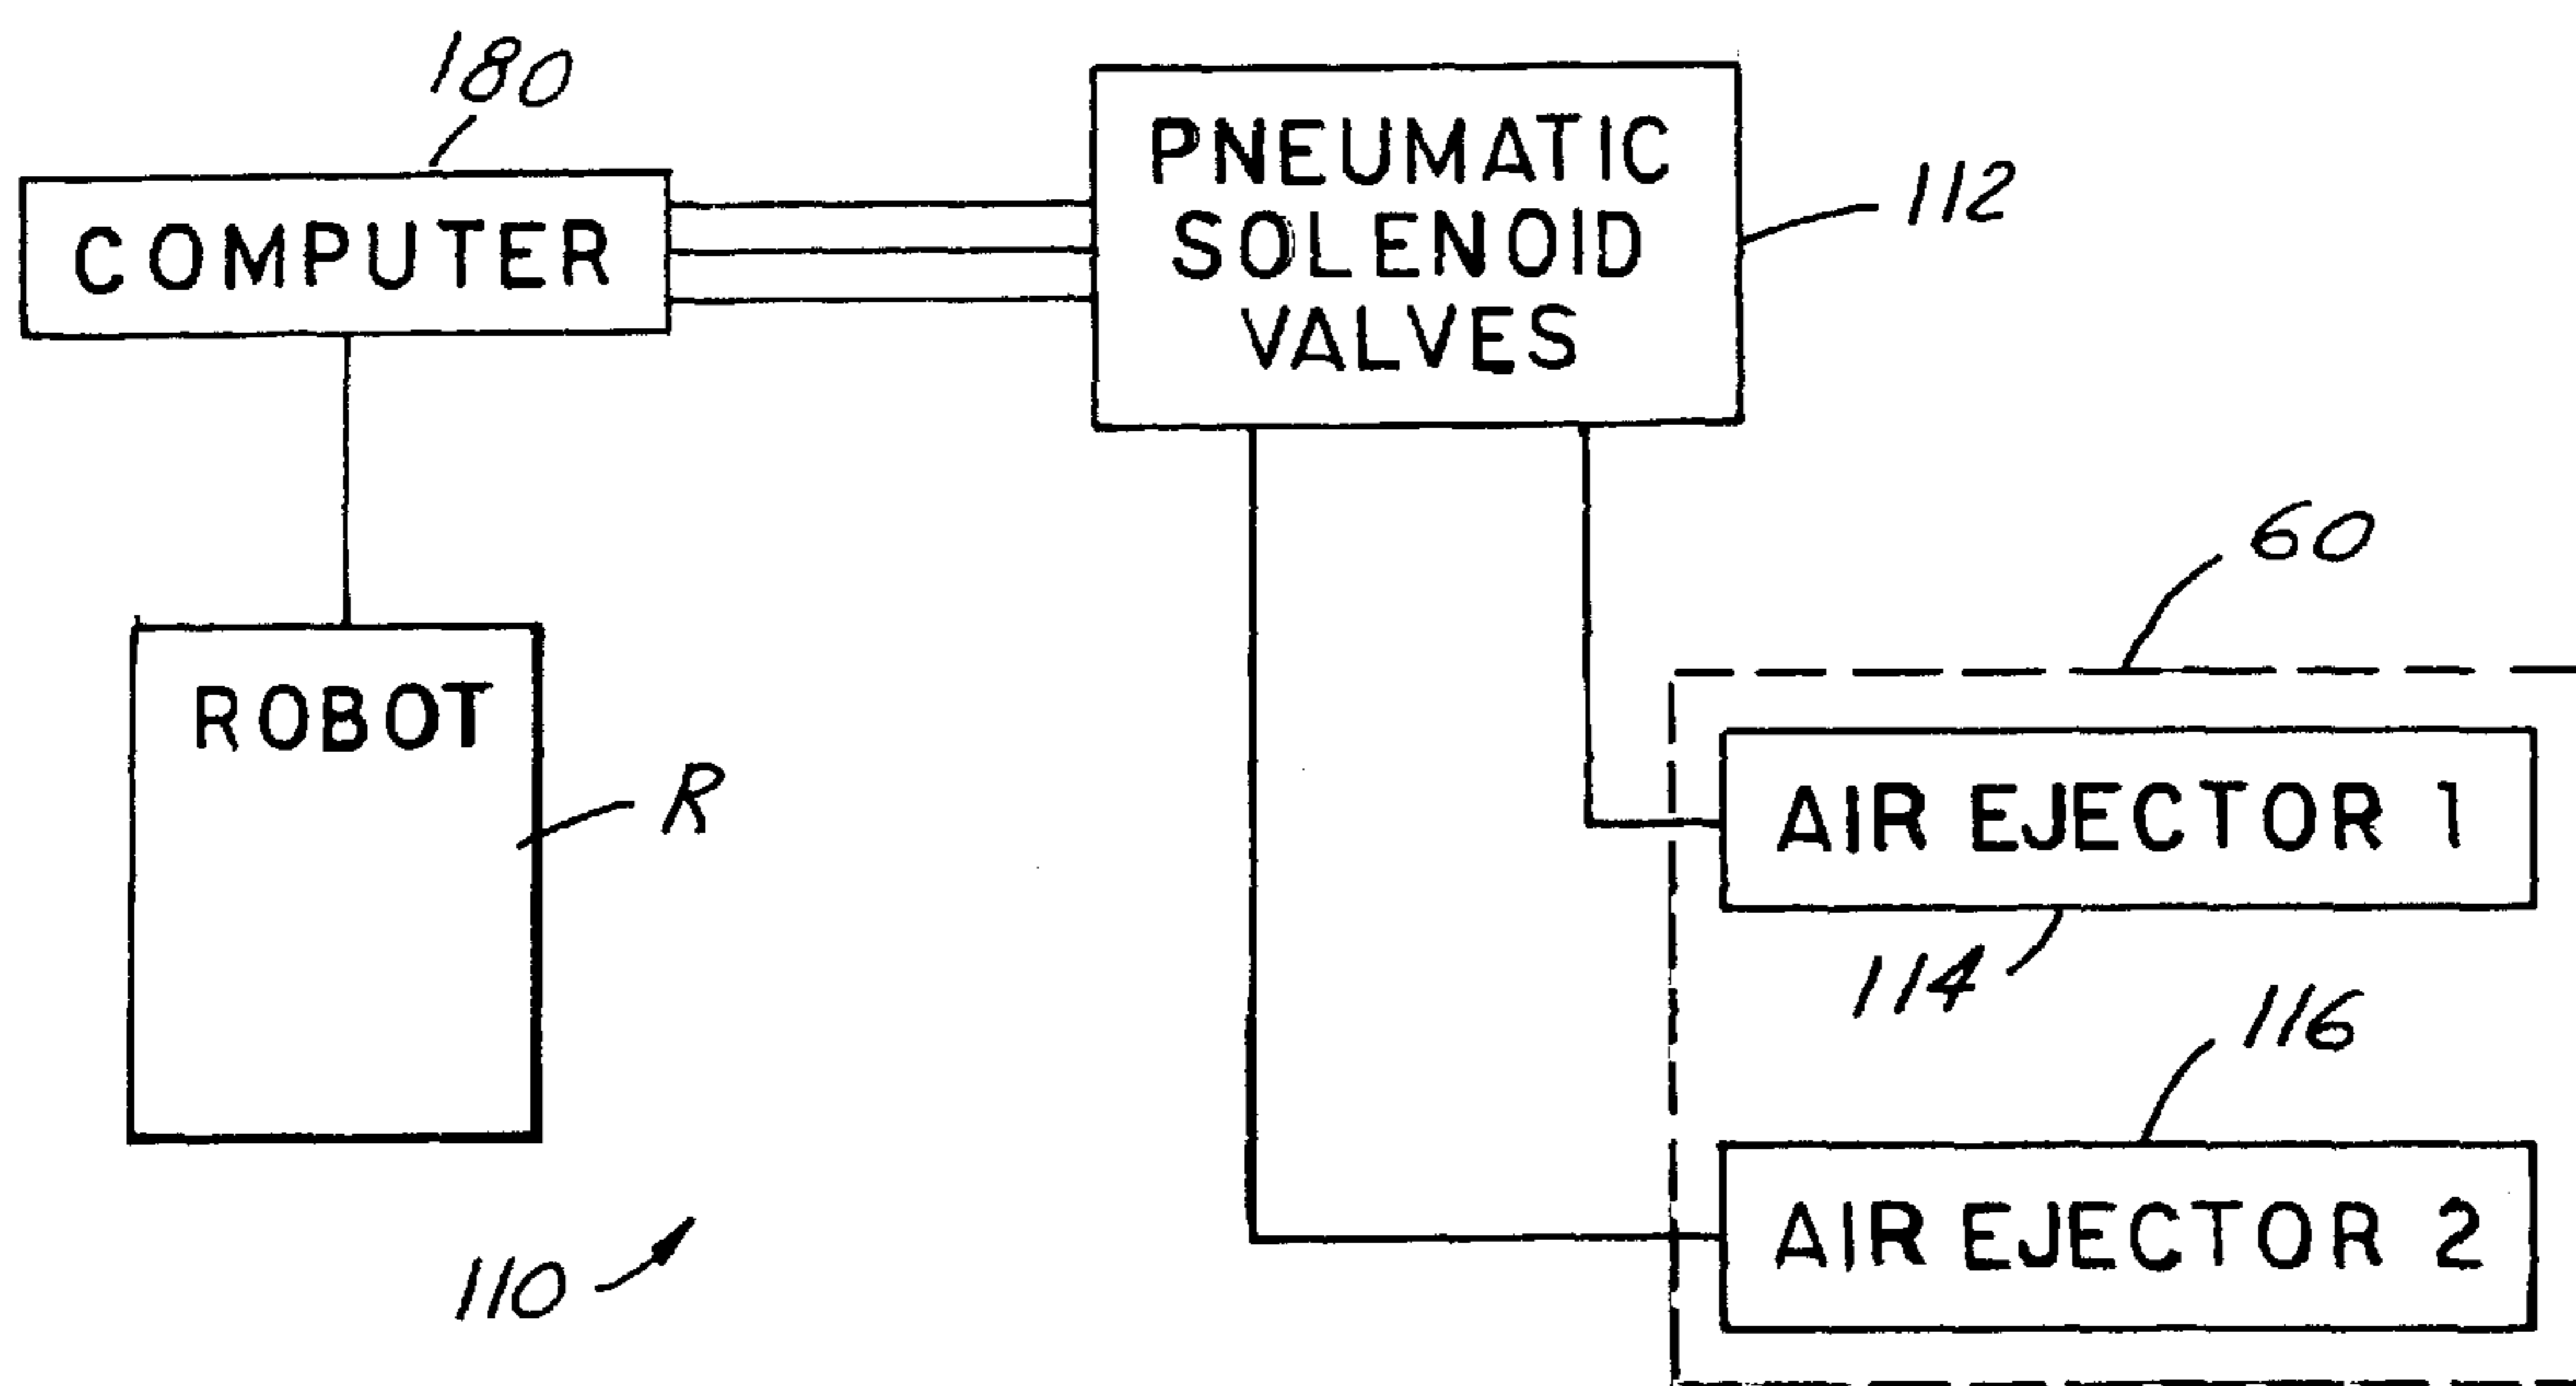 180
COMPUTER
PNEUMATIC
SOLENOID
VALVES
112
ROBOT
R
60
AIR EJECTOR 1
114
116
AIR EJECTOR 2
110